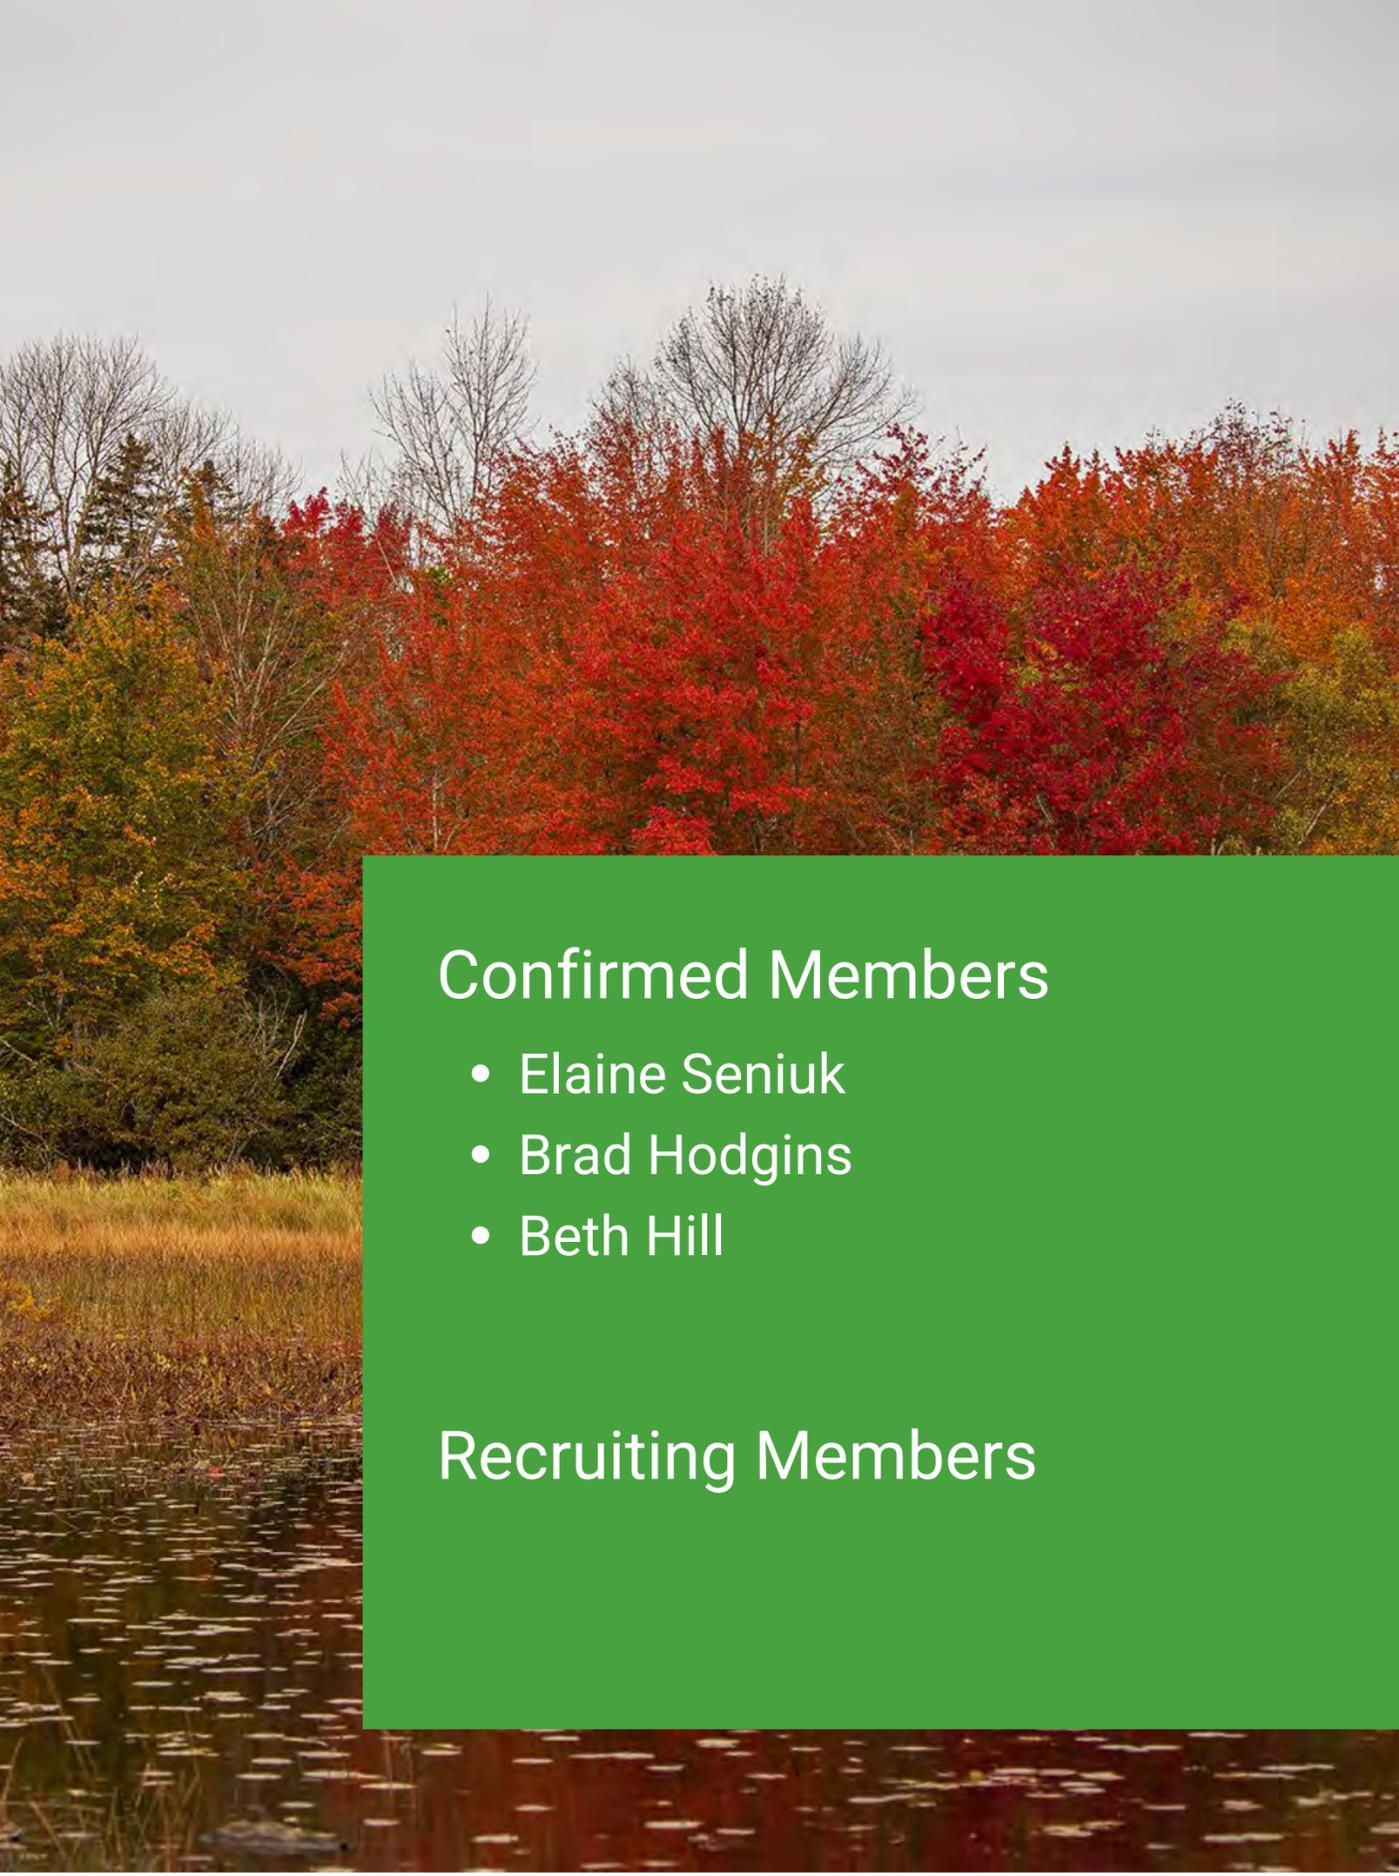 Confirmed Members
• Elaine Seniuk
• Brad Hodgins
• Beth Hill
Recruiting Members